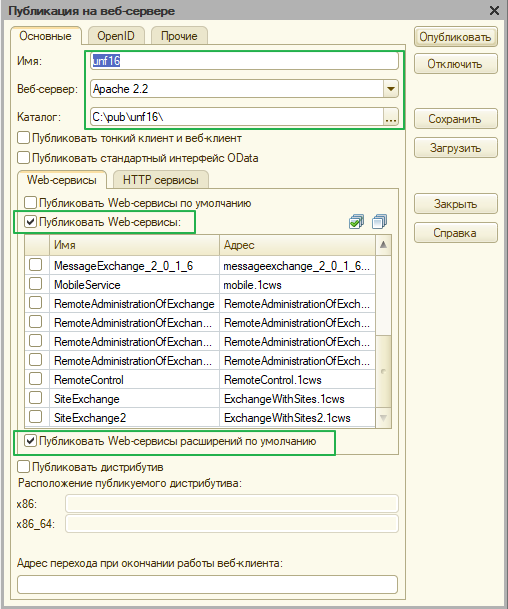 Публикация на веб-сервере
Основные OpenID Прочие
Опубликовать
Имя: unf16
Отключить
Веб-сервер: Apache 2.2
Каталог: C:\pub\unf16\ ...
Сохранить
Публиковать тонкий клиент и веб-клиент
Загрузить
Публиковать стандартный интерфейс OData
Web-сервисы HTTP сервисы
Публиковать Web-сервисы по умолчанию
Закрыть
Публиковать Web-сервисы:
Справка
Имя Адрес
MessageExchange_2_0_1_6 messageexchange_2_0_1_6...
MobileService mobile.1cws
RemoteAdministrationOfExchange RemoteAdministrationOfExch...
RemoteAdministrationOfExchan... RemoteAdministrationOfExch...
RemoteAdministrationOfExchan... RemoteAdministrationOfExch...
RemoteAdministrationOfExchan... RemoteAdministrationOfExch...
RemoteControl RemoteControl.1cws
SiteExchange ExchangeWithSites.1cws
SiteExchange2 ExchangeWithSites2.1cws
Публиковать Web-сервисы расширений по умолчанию
Публиковать дистрибутив
Расположение публикуемого дистрибутива:
x86:
x86_64:
Адрес перехода при окончании работы веб-клиента: